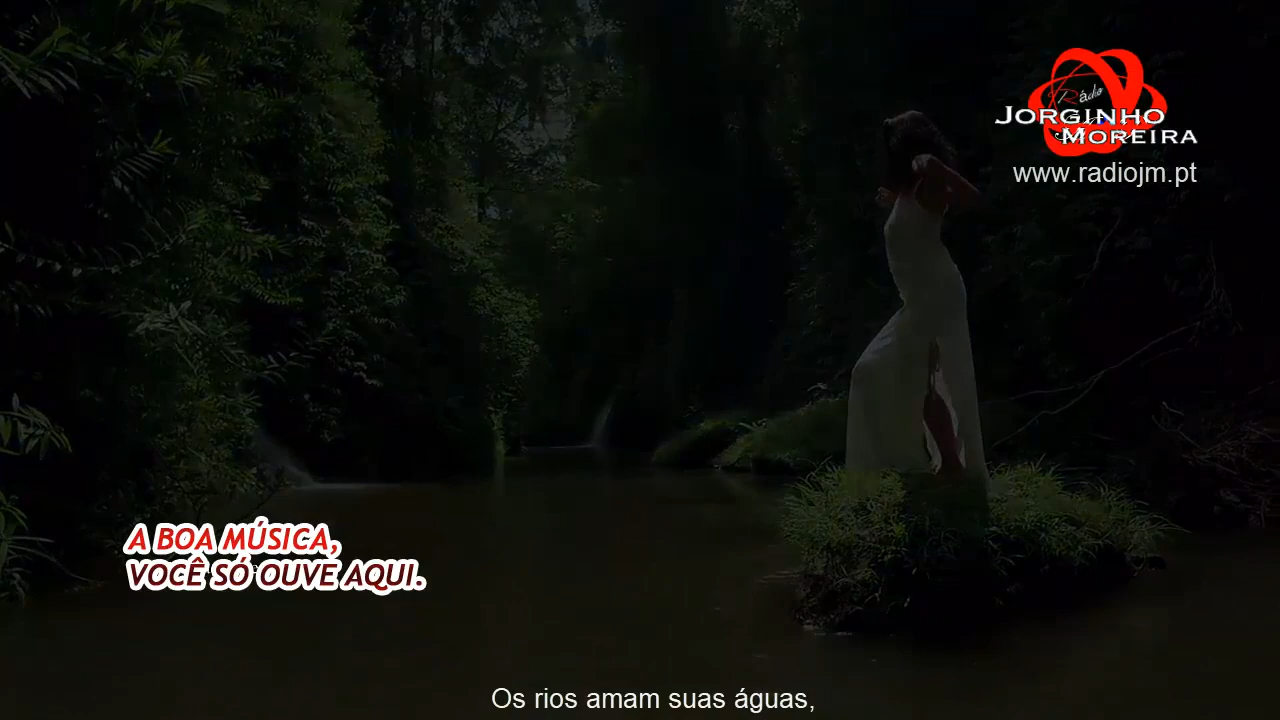 Rádio
JORGINHO
MOREIRA
www.radiojm.pt
A BOA MÚSICA,
VOCÊ SÓ OUVE AQUI.
Os rios amam suas águas,